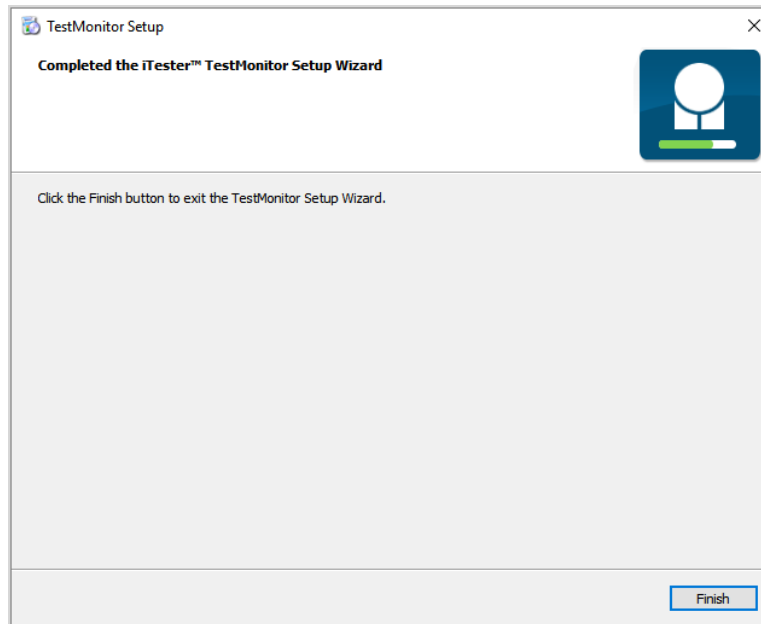 TestMonitor Setup
Completed the iTester™ TestMonitor Setup Wizard
Click the Finish button to exit the TestMonitor Setup Wizard.
Finish